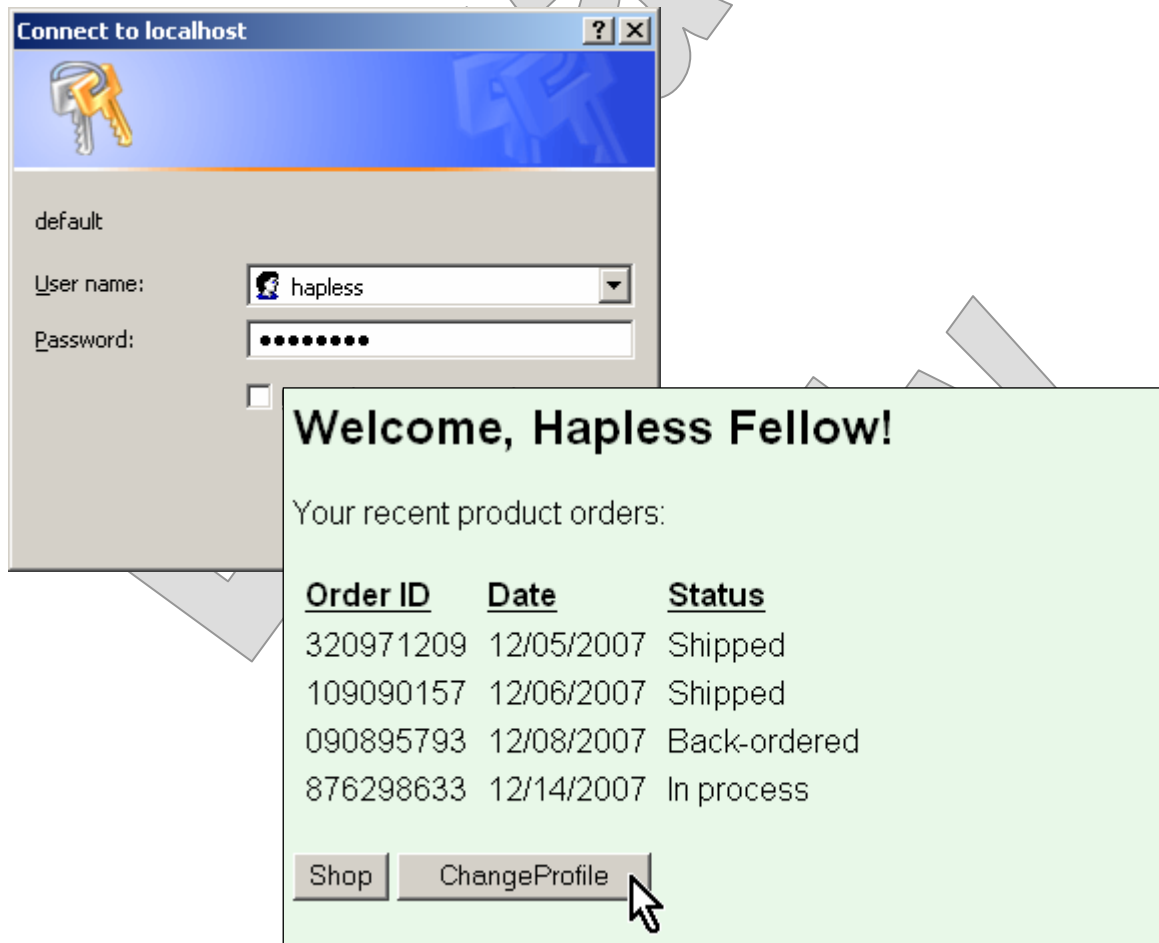 Connect to localhost
default
User name: hapless
Password: ••••••••
Welcome, Hapless Fellow!
Your recent product orders:
Order ID Date Status
320971209 12/05/2007 Shipped
109090157 12/06/2007 Shipped
090895793 12/08/2007 Back-ordered
876298633 12/14/2007 In process
Shop ChangeProfile